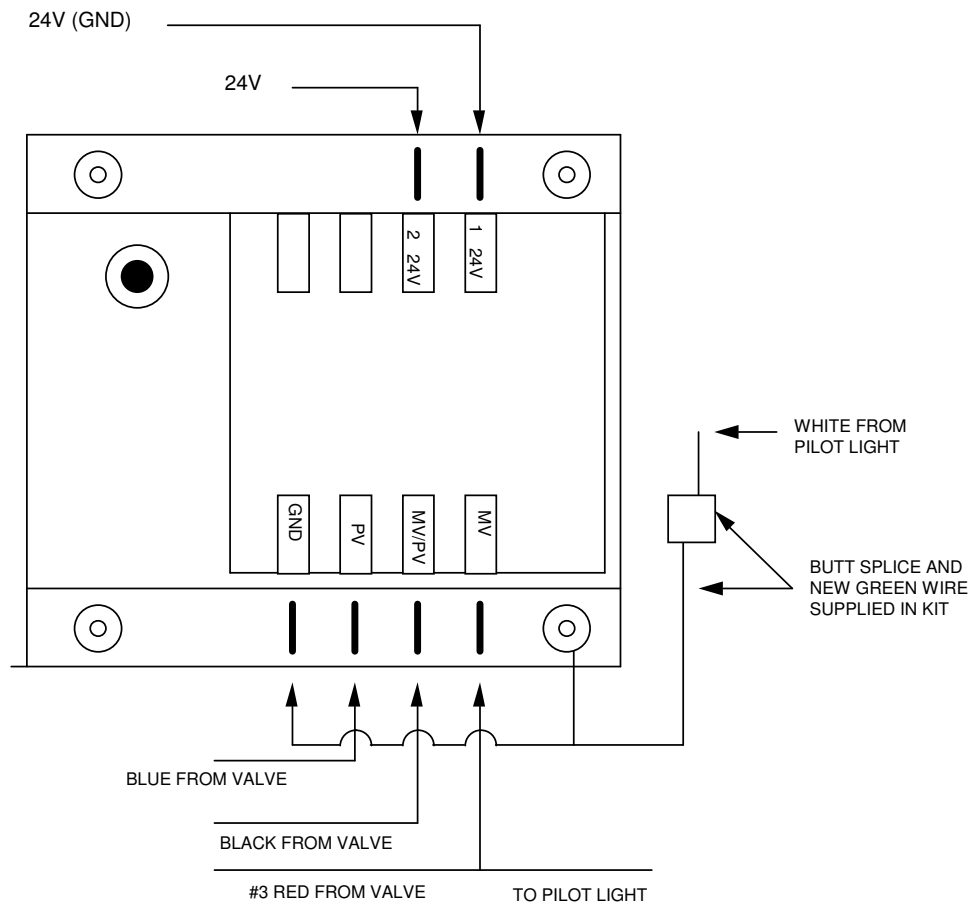 24V (GND)
24V
2 24V
1 24V
WHITE FROM
PILOT LIGHT
GND
PV
MV/PV
MV
BUTT SPLICE AND
NEW GREEN WIRE
SUPPLIED IN KIT
BLUE FROM VALVE
BLACK FROM VALVE
#3 RED FROM VALVE
TO PILOT LIGHT